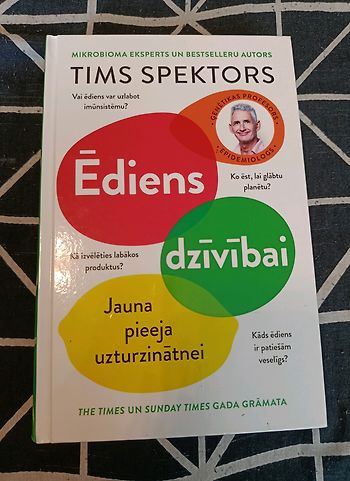 MIKROBIOMA EKSPERTS UN BESTSELLERU AUTORS
TIMS SPEKTORS
Vai ēdiens var uzlabot
imūnsistēmu?
ĢENĒTIKAS PROFESORS
EPIDEMIOLOGS
Ēdiens
Ko ēst, lai glābtu
planētu?
Kā izvēlēties labākos
produktus?
dzīvībai
Jauna
pieeja
uzturzinātnei
Kāds ēdiens
ir patiešām
veselīgs?
THE TIMES UN SUNDAY TIMES GADA GRĀMATA